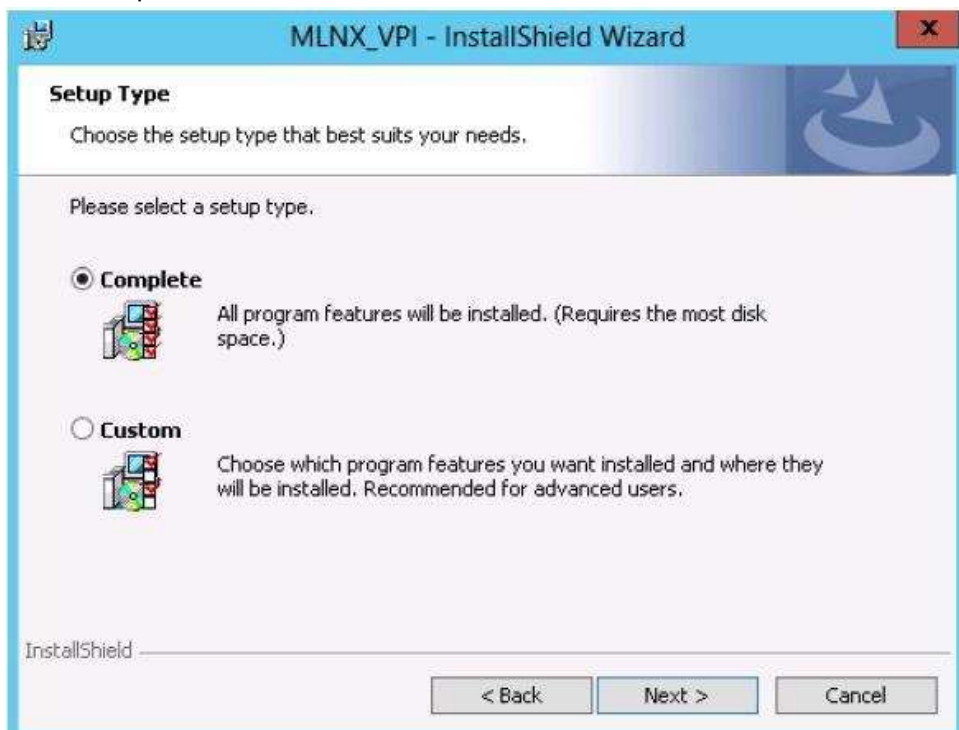 MLNX_VPI - InstallShield Wizard
x
Setup Type
Choose the setup type that best suits your needs.
Please select a setup type.
Complete
All program features will be installed. (Requires the most disk
space.)
Custom
Choose which program features you want installed and where they
will be installed. Recommended for advanced users.
InstallShield
< Back Next > Cancel